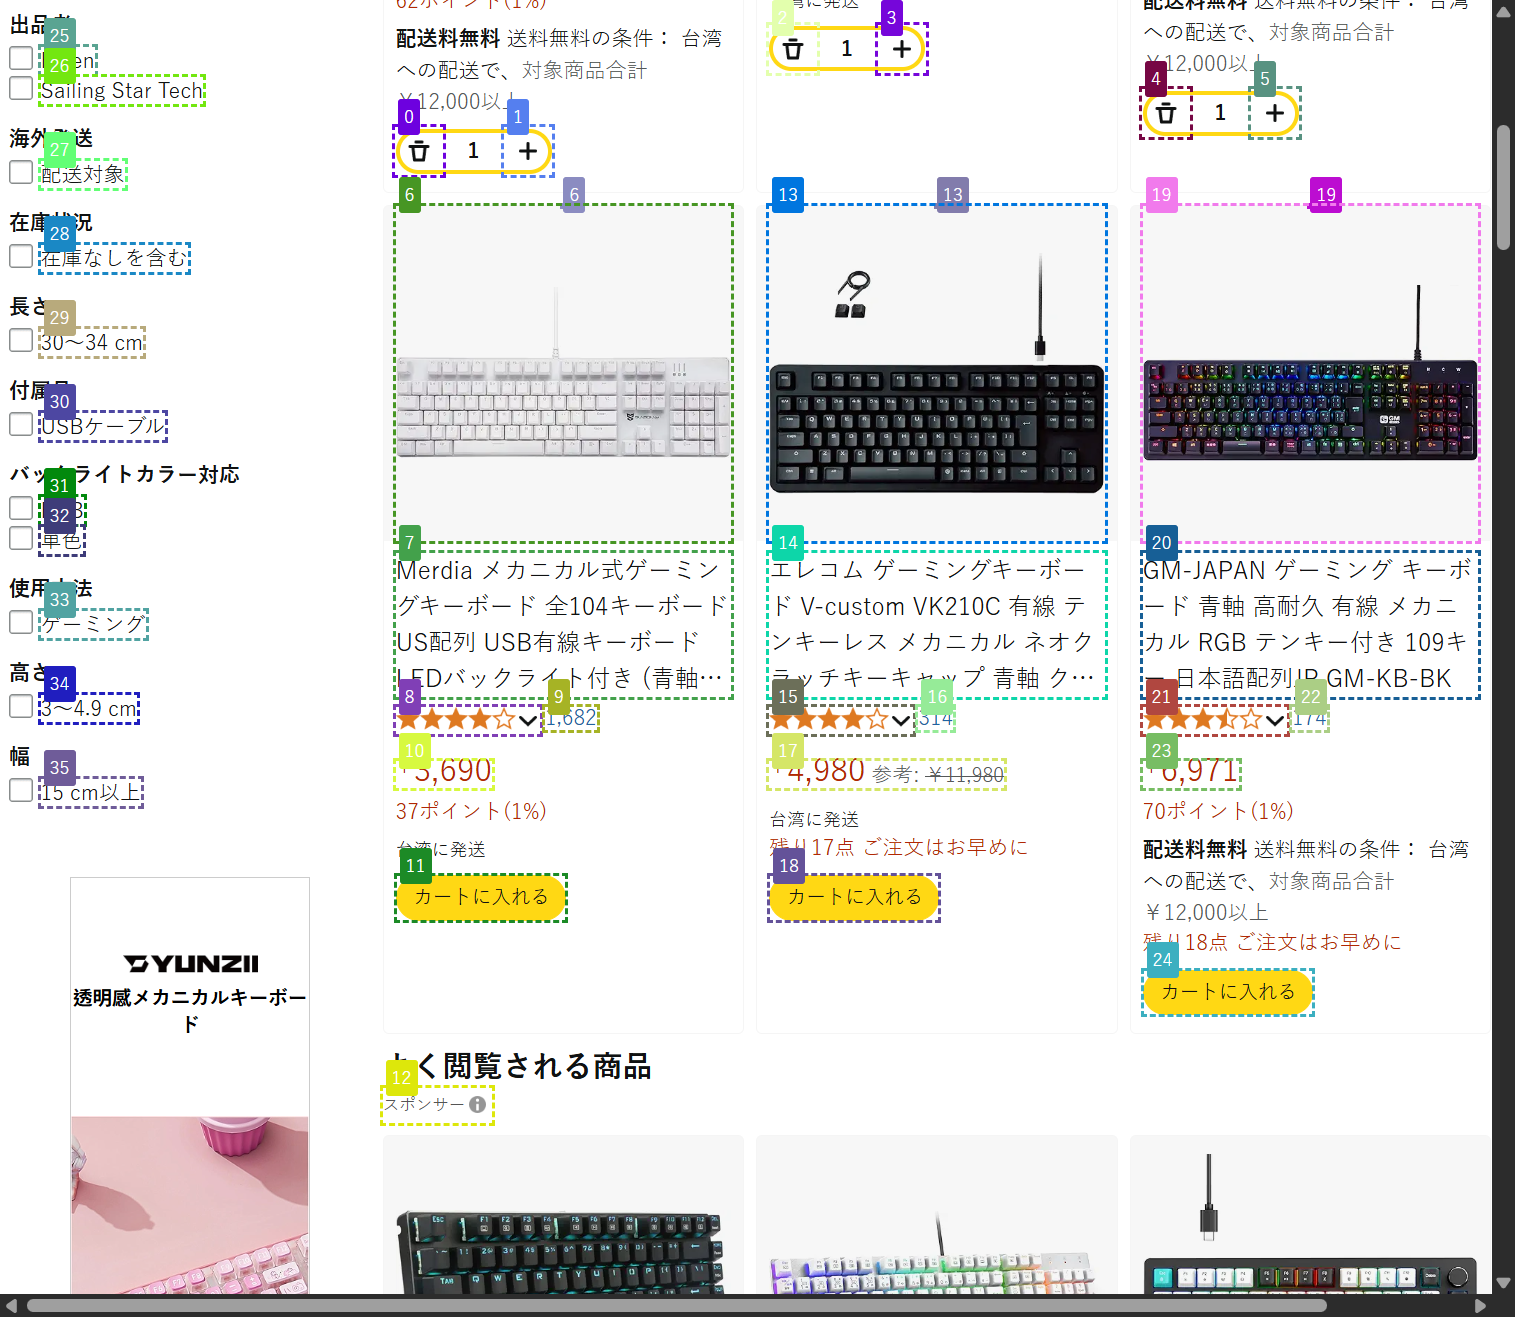 出品者
25
26
Sailing Star Tech
海外発送
27
配送対象
在庫状況
28
在庫なしを含む
長さ
29
30～34 cm
付属品
30
USBケーブル
バックライトカラー対応
31
32
単色
使用方法
33
ゲーミング
高さ
34
3～4.9 cm
幅
35
15 cm以上
YUNZII
透明感メカニカルキーボー
ド
62ポイント(1%)
配送料無料 送料無料の条件： 台湾
への配送で、対象商品合計
￥12,000以上
0
1
1
台湾に発送
2
3
1
配送料無料 送料無料の条件： 台湾
への配送で、対象商品合計
￥12,000以上
4
5
1
6
6
7
Merdia メカニカル式ゲーミン
グキーボード 全104キーボード
US配列 USB有線キーボード
LEDバックライト付き (青軸…
8
9
1,682
10
3,690
37ポイント(1%)
台湾に発送
11
カートに入れる
13
13
14
エレコム ゲーミングキーボー
ド V-custom VK210C 有線 テ
ンキーレス メカニカル ネオク
ラッチキーキャップ 青軸 ク…
15
16
314
17
4,980 参考: ￥11,980
台湾に発送
残り17点 ご注文はお早めに
18
カートに入れる
19
19
20
GM-JAPAN ゲーミング キーボ
ード 青軸 高耐久 有線 メカニ
カル RGB テンキー付き 109キ
ー 日本語配列JP GM-KB-BK
21
22
174
23
6,971
70ポイント(1%)
配送料無料 送料無料の条件： 台湾
への配送で、対象商品合計
￥12,000以上
残り18点 ご注文はお早めに
24
カートに入れる
よく閲覧される商品
12
スポンサー